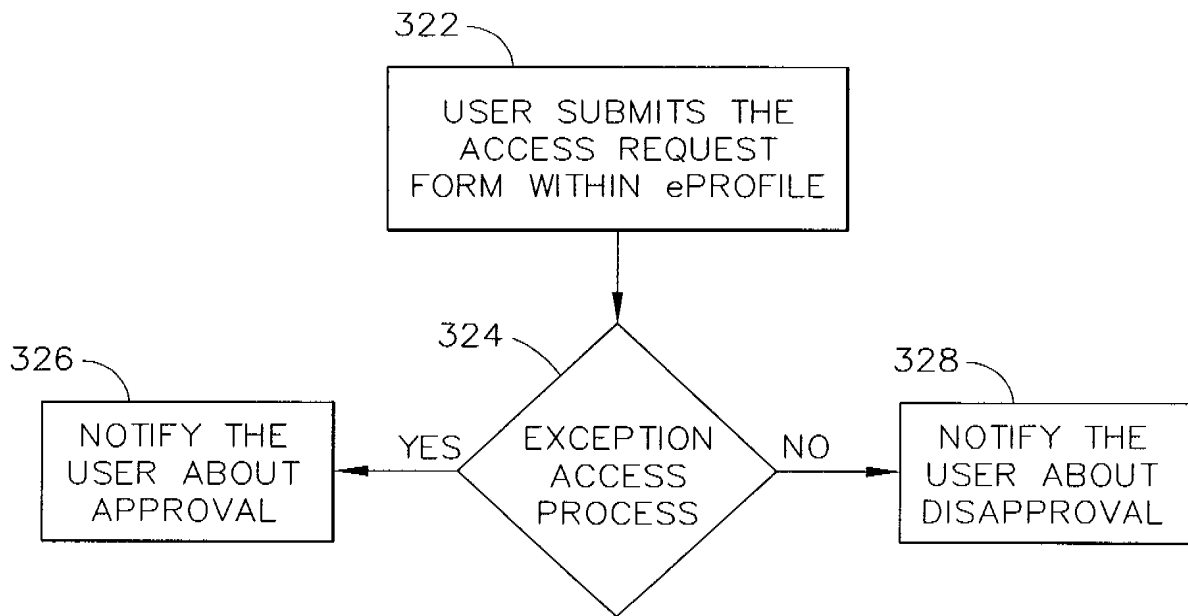 322
USER SUBMITS THE
ACCESS REQUEST
FORM WITHIN ePROFILE
324
326
328
NOTIFY THE
USER ABOUT
APPROVAL
YES
EXCEPTION
ACCESS
PROCESS
NO
NOTIFY THE
USER ABOUT
DISAPPROVAL